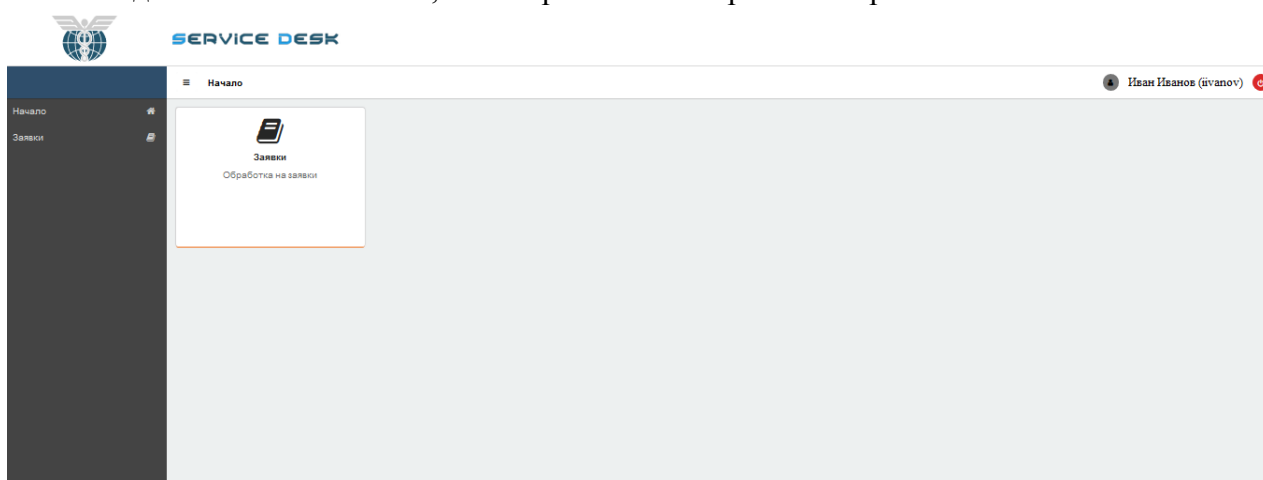 SERVICE DESK
Начало
Иван Иванов (iivanov)
Начало
Заявки
Заявки
Обработка на заявки